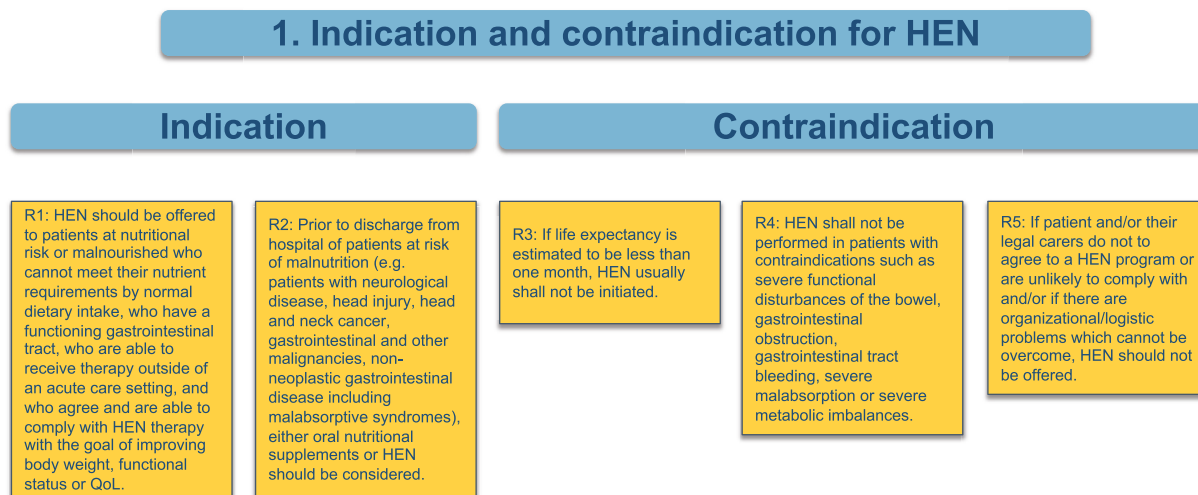 1. Indication and contraindication for HEN
Indication
Contraindication
R1: HEN should be offered
to patients at nutritional
risk or malnourished who
cannot meet their nutrient
requirements by normal
dietary intake, who have a
functioning gastrointestinal
tract, who are able to
receive therapy outside of
an acute care setting, and
who agree and are able to
comply with HEN therapy
with the goal of improving
body weight, functional
status or QoL.
R2: Prior to discharge from
hospital of patients at risk
of malnutrition (e.g.
patients with neurological
disease, head injury, head
and neck cancer,
gastrointestinal and other
malignancies, non-
neoplastic gastrointestinal
disease including
malabsorptive syndromes),
either oral nutritional
supplements or HEN
should be considered.
R3: If life expectancy is
estimated to be less than
one month, HEN usually
shall not be initiated.
R4: HEN shall not be
performed in patients with
contraindications such as
severe functional
disturbances of the bowel,
gastrointestinal
obstruction,
gastrointestinal tract
bleeding, severe
malabsorption or severe
metabolic imbalances.
R5: If patient and/or their
legal carers do not to
agree to a HEN program or
are unlikely to comply with
and/or if there are
organizational/logistic
problems which cannot be
overcome, HEN should not
be offered.